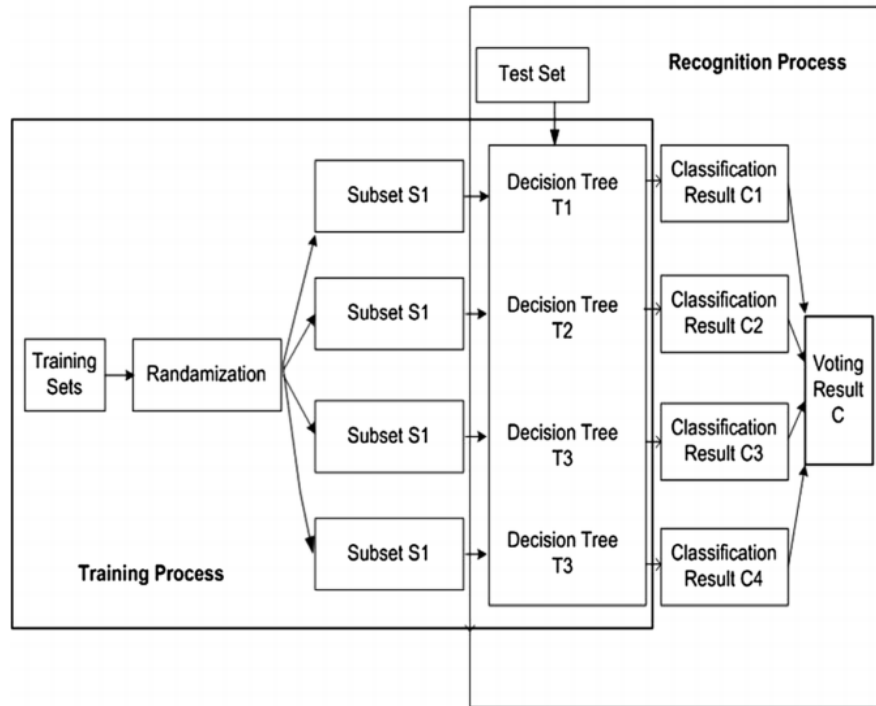 Test Set
Recognition Process
Subset S1
Decision Tree
T1
Classification
Result C1
Subset S1
Decision Tree
T2
Classification
Result C2
Training
Sets
Randamization
Voting
Result
C
Subset S1
Decision Tree
T3
Classification
Result C3
Subset S1
Decision Tree
T3
Classification
Result C4
Training Process